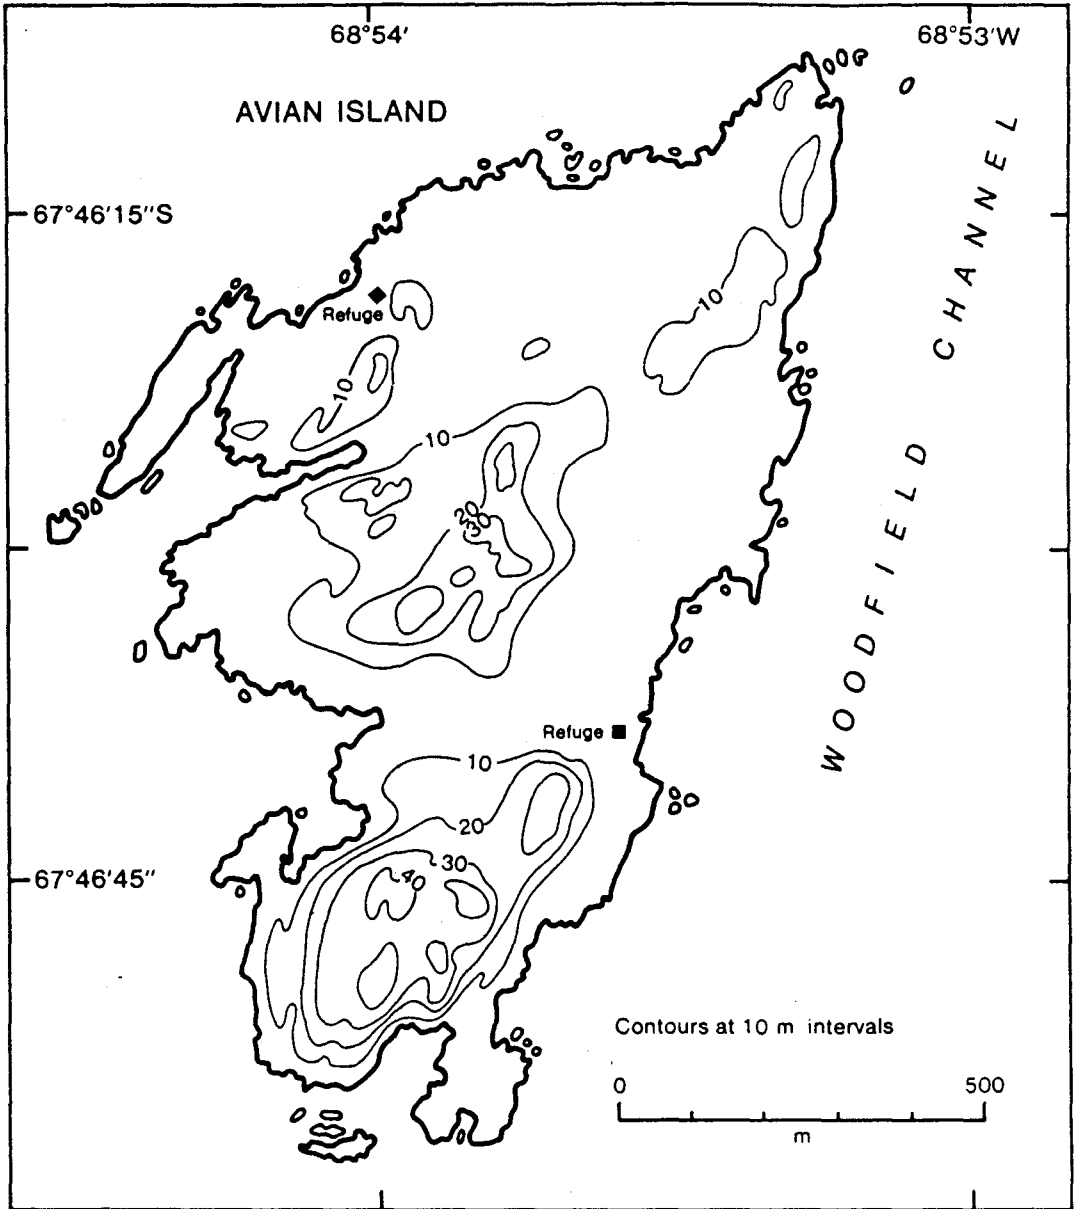 68°54′
68°53′W
AVIAN ISLAND
67°46′15″S
Refuge
10
10
10
20
30
WOODFIELD CHANNEL
Refuge
10
20
30
40
67°46′45″
Contours at 10 m intervals
0 500
m